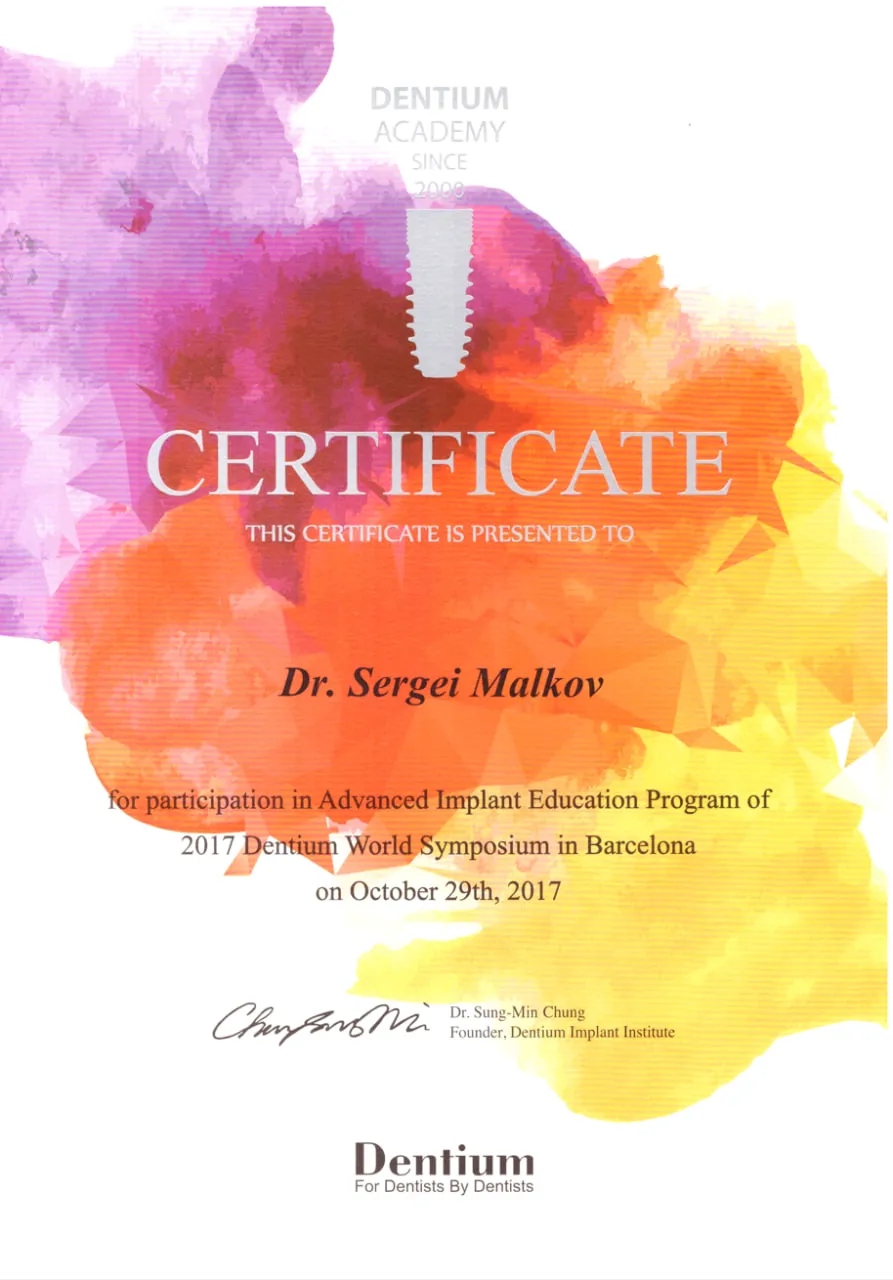 DENTIUM
ACADEMY
SINCE
2000
CERTIFICATE
THIS CERTIFICATE IS PRESENTED TO
Dr. Sergei Malkov
for participation in Advanced Implant Education Program of
2017 Dentium World Symposium in Barcelona
on October 29th, 2017
Chung Sung Min
Dr. Sung-Min Chung
Founder, Dentium Implant Institute
Dentium
For Dentists By Dentists